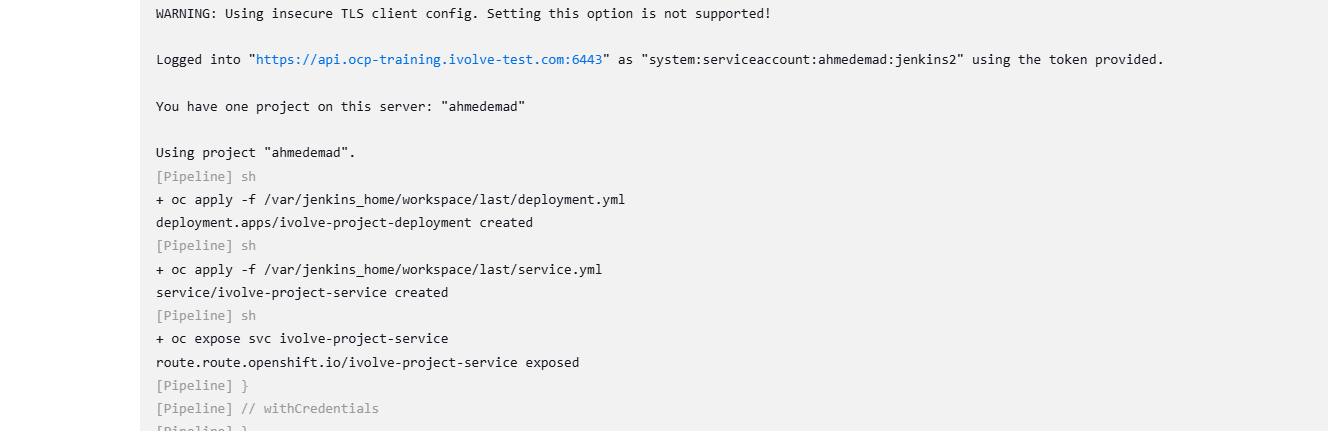 WARNING: Using insecure TLS client config. Setting this option is not supported!
Logged into "https://api.ocp-training.ivolve-test.com:6443" as "system:serviceaccount:ahmedemad:jenkins2" using the token provided.
You have one project on this server: "ahmedemad"
Using project "ahmedemad".
[Pipeline] sh
+ oc apply -f /var/jenkins_home/workspace/last/deployment.yml
deployment.apps/ivolve-project-deployment created
[Pipeline] sh
+ oc apply -f /var/jenkins_home/workspace/last/service.yml
service/ivolve-project-service created
[Pipeline] sh
+ oc expose svc ivolve-project-service
route.route.openshift.io/ivolve-project-service exposed
[Pipeline] }
[Pipeline] // withCredentials
[Pipeline] }